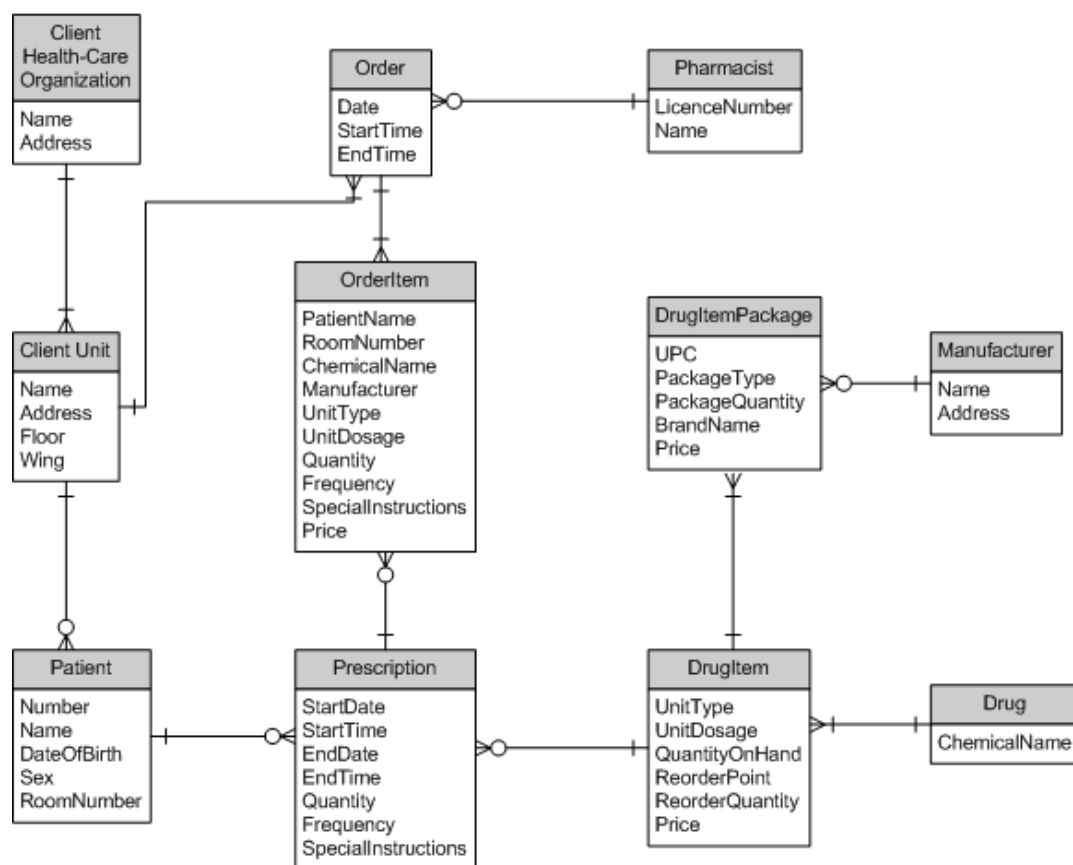 Client
Health-Care
Organization
Name
Address
Order
Date
StartTime
EndTime
Pharmacist
LicenceNumber
Name
OrderItem
PatientName
RoomNumber
ChemicalName
Manufacturer
UnitType
UnitDosage
Quantity
Frequency
SpecialInstructions
Price
DrugItemPackage
UPC
PackageType
PackageQuantity
BrandName
Price
Manufacturer
Name
Address
Client Unit
Name
Address
Floor
Wing
Patient
Number
Name
DateOfBirth
Sex
RoomNumber
Prescription
StartDate
StartTime
EndDate
EndTime
Quantity
Frequency
SpecialInstructions
DrugItem
UnitType
UnitDosage
QuantityOnHand
ReorderPoint
ReorderQuantity
Price
Drug
ChemicalName